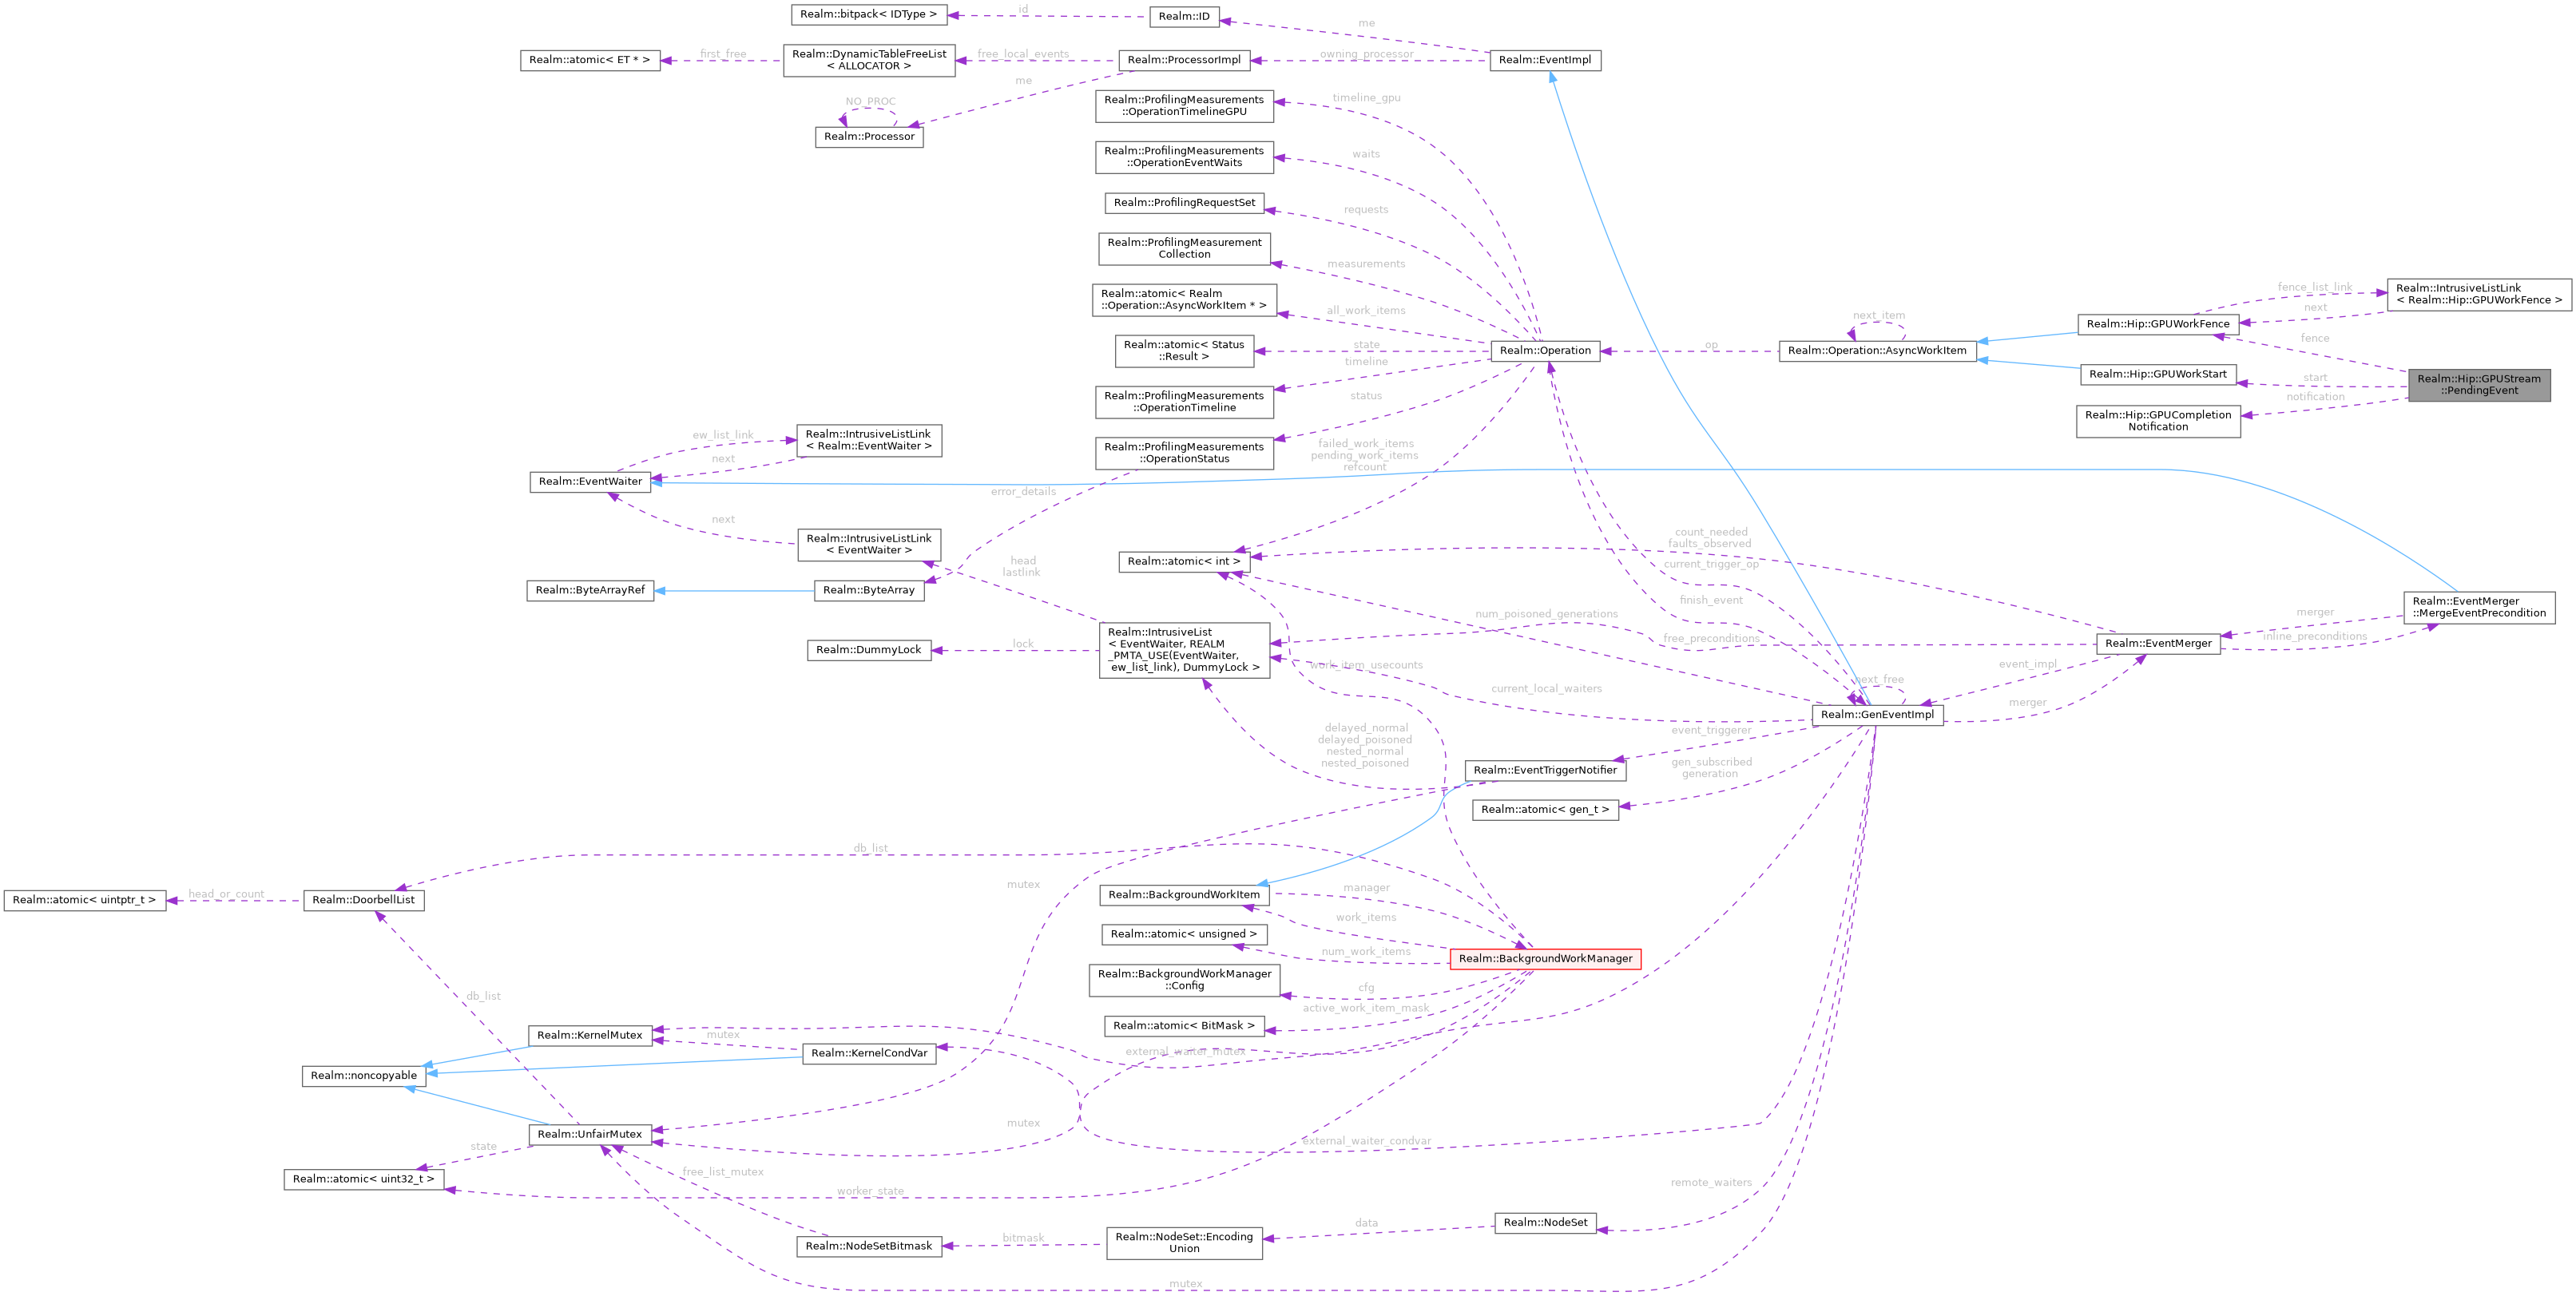 Realm::bitpack< IDType >
id
Realm::ID
me
Realm::atomic< ET * >
first_free
Realm::DynamicTableFreeList
< ALLOCATOR >
free_local_events
Realm::ProcessorImpl
owning_processor
Realm::EventImpl
me
NO_PROC
Realm::Processor
Realm::ProfilingMeasurements
::OperationTimelineGPU
timeline_gpu
Realm::ProfilingMeasurements
::OperationEventWaits
waits
Realm::ProfilingRequestSet
requests
Realm::ProfilingMeasurement
Collection
measurements
Realm::atomic< Realm
::Operation::AsyncWorkItem * >
all_work_items
Realm::atomic< Status
::Result >
state
Realm::ProfilingMeasurements
::OperationTimeline
timeline
Realm::ProfilingMeasurements
::OperationStatus
status
Realm::Operation
op
next_item
Realm::Operation::AsyncWorkItem
Realm::Hip::GPUWorkFence
fence_list_link
next
Realm::IntrusiveListLink
< Realm::Hip::GPUWorkFence >
fence
Realm::Hip::GPUWorkStart
start
Realm::Hip::GPUStream
::PendingEvent
notification
Realm::Hip::GPUCompletion
Notification
Realm::EventWaiter
ew_list_link
next
Realm::IntrusiveListLink
< Realm::EventWaiter >
failed_work_items
pending_work_items
refcount
error_details
next
Realm::IntrusiveListLink
< EventWaiter >
head
lastlink
Realm::atomic< int >
count_needed
faults_observed
current_trigger_op
Realm::ByteArrayRef
Realm::ByteArray
finish_event
Realm::EventMerger
::MergeEventPrecondition
merger
inline_preconditions
Realm::EventMerger
num_poisoned_generations
free_preconditions
Realm::DummyLock
lock
Realm::IntrusiveList
< EventWaiter, REALM
_PMTA_USE(EventWaiter,
ew_list_link), DummyLock >
work_item_usecounts
current_local_waiters
event_impl
next_free
merger
Realm::GenEventImpl
delayed_normal
delayed_poisoned
nested_normal
nested_poisoned
event_triggerer
Realm::EventTriggerNotifier
gen_subscribed
generation
Realm::atomic< gen_t >
db_list
Realm::atomic< uintptr_t >
head_or_count
Realm::DoorbellList
mutex
Realm::BackgroundWorkItem
manager
work_items
Realm::atomic< unsigned >
num_work_items
Realm::BackgroundWorkManager
Realm::BackgroundWorkManager
::Config
cfg
db_list
active_work_item_mask
Realm::atomic< BitMask >
Realm::KernelMutex
mutex
Realm::KernelCondVar
external_waiter_mutex
Realm::noncopyable
mutex
Realm::UnfairMutex
state
external_waiter_condvar
free_list_mutex
Realm::atomic< uint32_t >
worker_state
remote_waiters
Realm::NodeSetBitmask
bitmask
Realm::NodeSet::Encoding
Union
data
Realm::NodeSet
mutex